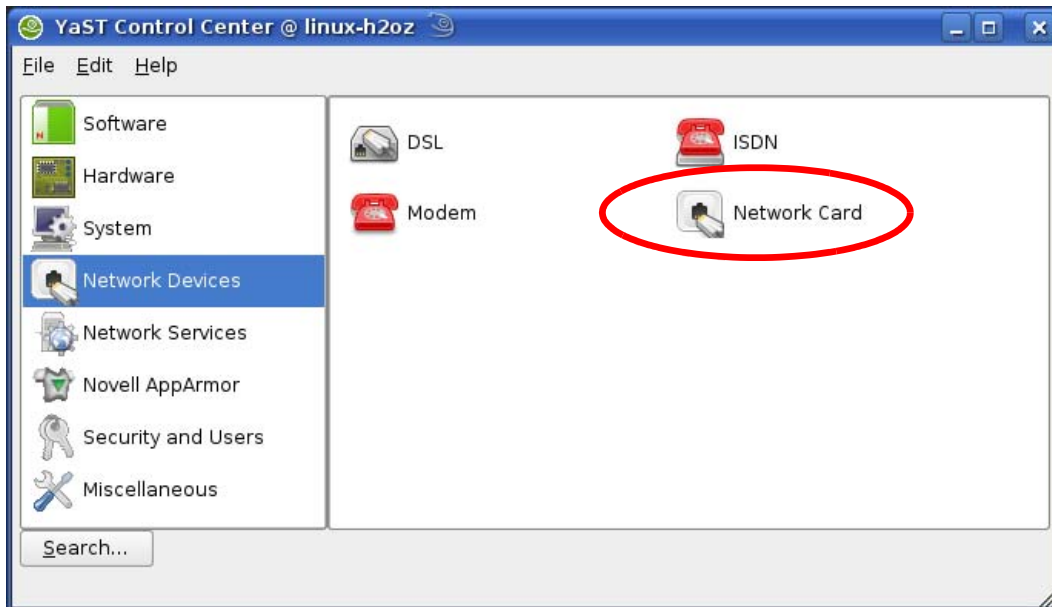 YaST Control Center @ linux-h2oz
File Edit Help
Software
Hardware
System
Network Devices
Network Services
Novell AppArmor
Security and Users
Miscellaneous
DSL
ISDN
Modem
Network Card
Search...